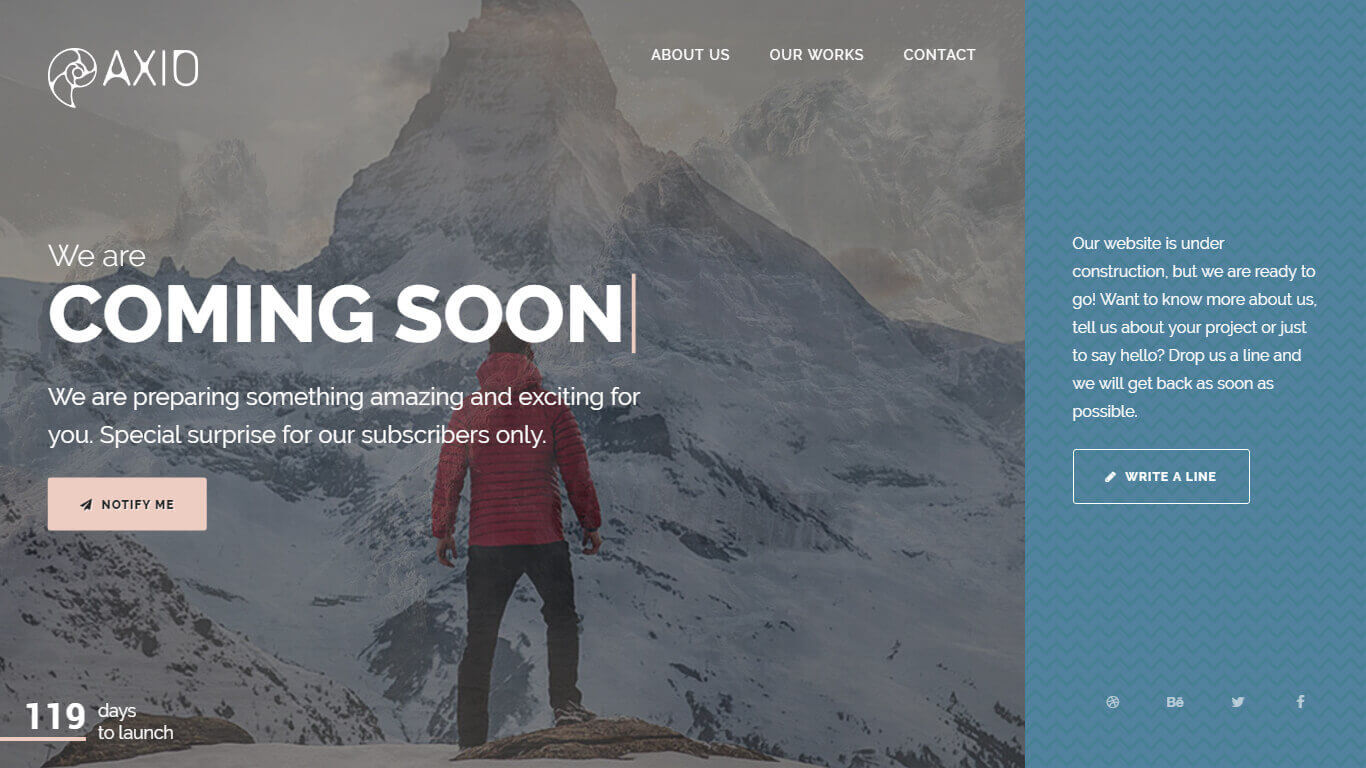 AXIO
ABOUT US
OUR WORKS
CONTACT
We are
COMING SOON
We are preparing something amazing and exciting for
you. Special surprise for our subscribers only.
NOTIFY ME
119
days
to launch
Our website is under
construction, but we are ready to
go! Want to know more about us,
tell us about your project or just
to say hello? Drop us a line and
we will get back as soon as
possible.
WRITE A LINE